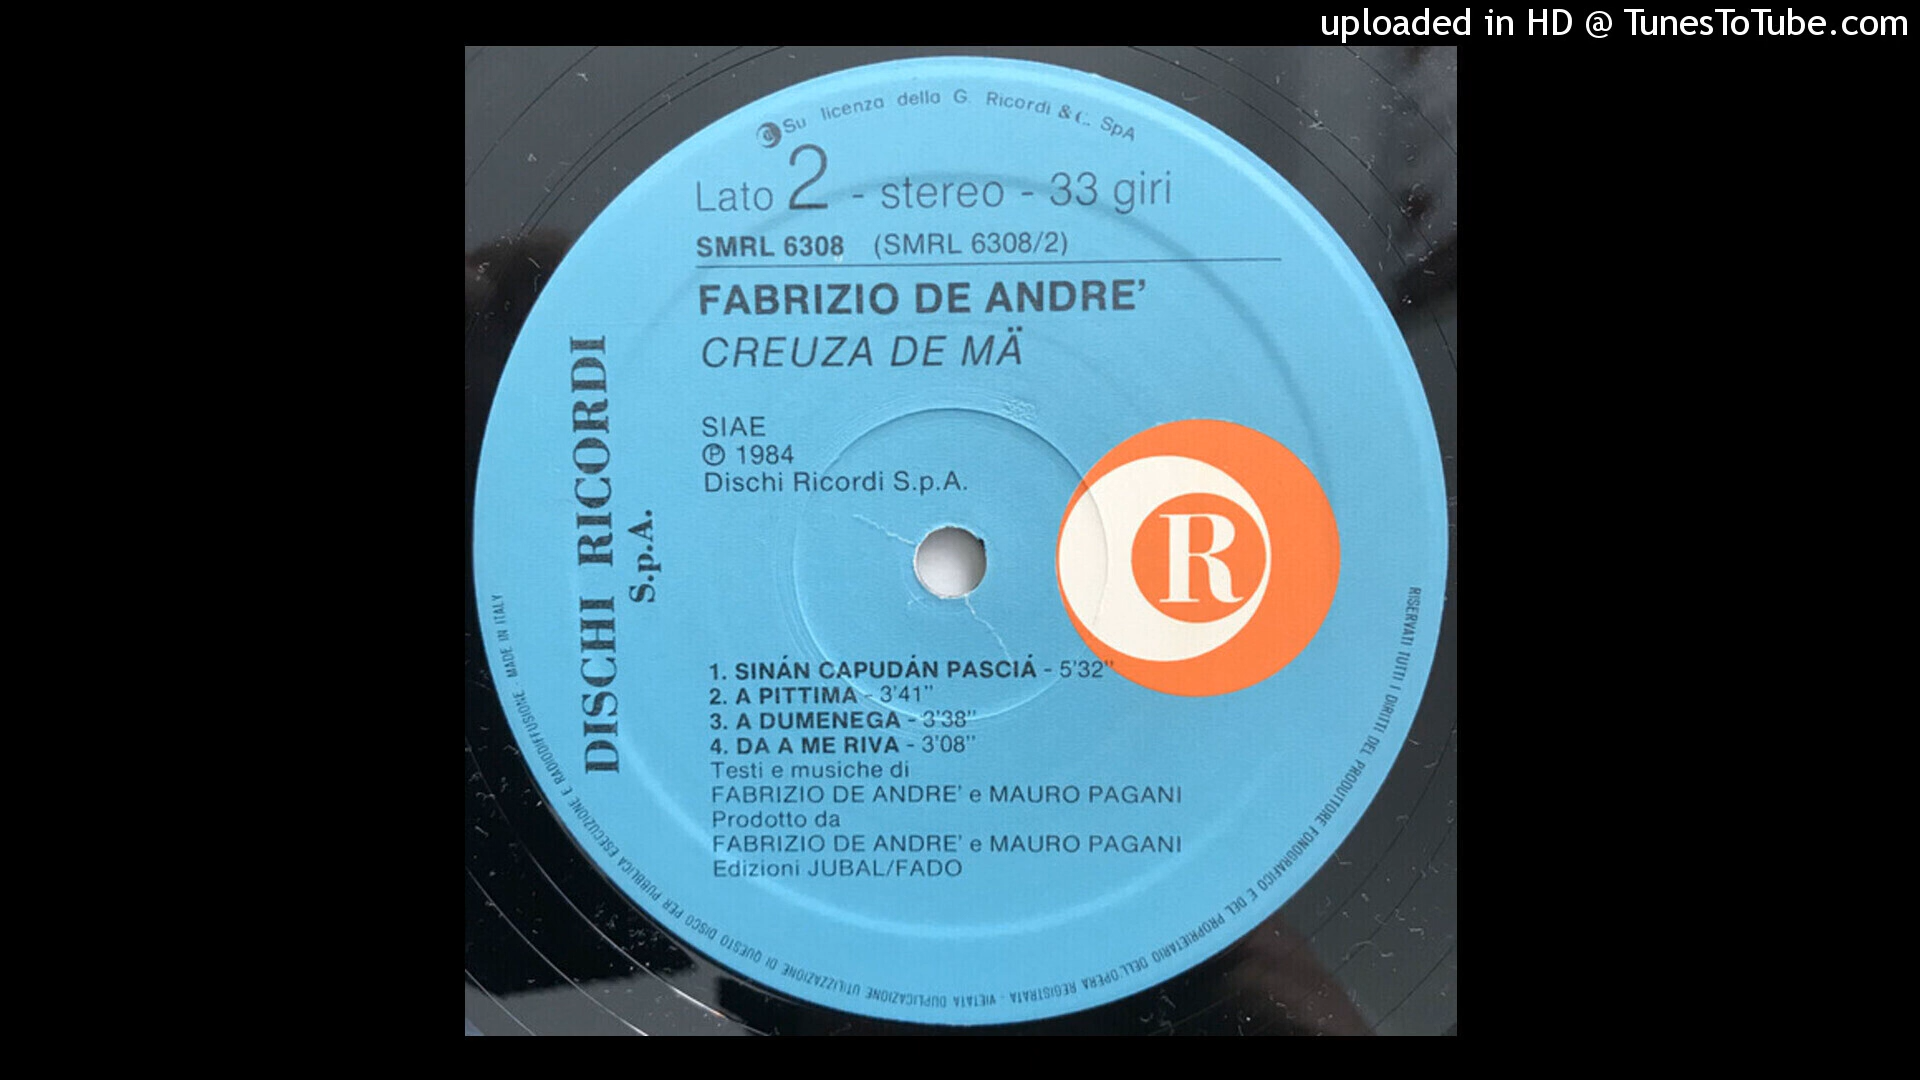 uploaded in HD @ TunesToTube.com
Su licenza della G. Ricordi & C. SpA
Lato 2 - stereo - 33 giri
SMRL 6308 (SMRL 6308/2)
FABRIZIO DE ANDRE’
CREUZA DE MÄ
SIAE
℗ 1984
Dischi Ricordi S.p.A.
DISCHI RICORDI
S.p.A.
R
1. SINÁN CAPUDÁN PASCIÁ - 5'32"
2. A PITTIMA - 3'41"
3. A DUMENEGA - 3'38"
4. DA A ME RIVA - 3'08"
Testi e musiche di
FABRIZIO DE ANDRE’ e MAURO PAGANI
Prodotto da
FABRIZIO DE ANDRE’ e MAURO PAGANI
Edizioni JUBAL/FADO
RISERVATI TUTTI I DIRITTI DEL PRODUTTORE FONOGRAFICO E DEL PROPRIETARIO DELL'OPERA REGISTRATA - VIETATA DUPLICAZIONE UTILIZZAZIONE DI QUESTO DISCO PER PUBBLICA ESECUZIONE E RADIODIFFUSIONE - MADE IN ITALY